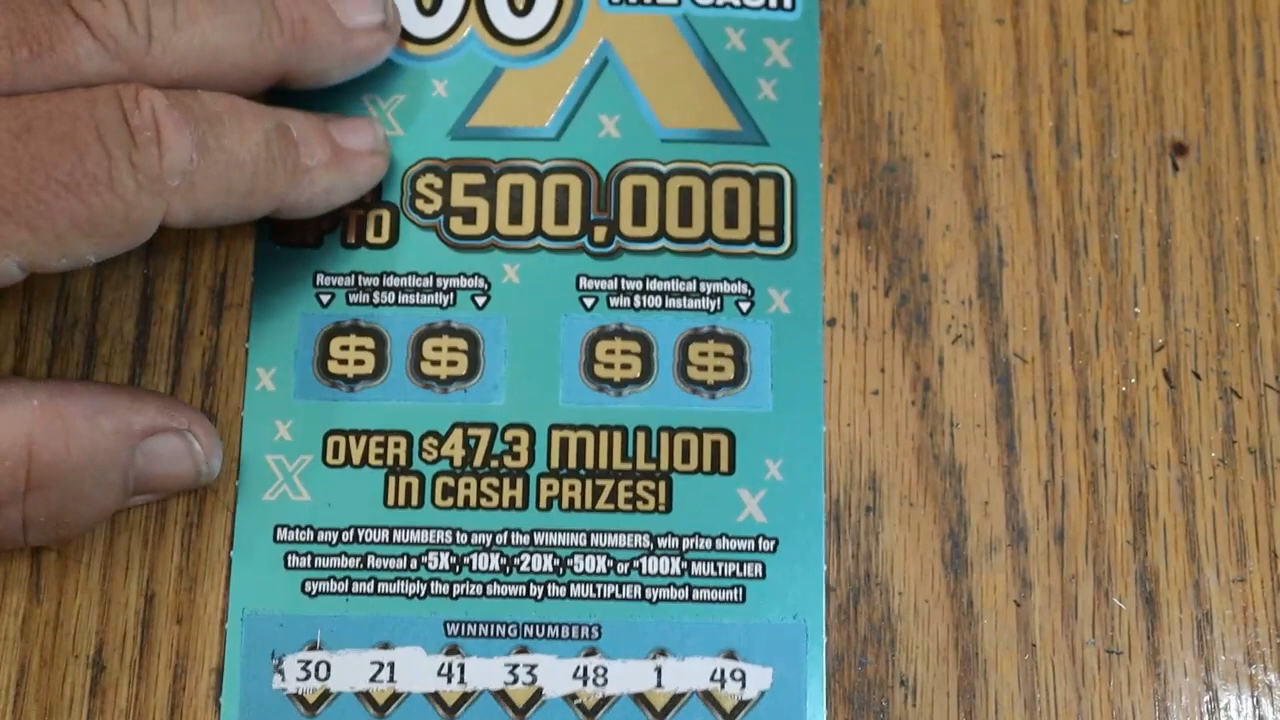 THE CASH
UP TO $500,000!
Reveal two identical symbols,
win $50 instantly!
Reveal two identical symbols,
win $100 instantly!
$ $ $ $
OVER $47.3 MILLION
IN CASH PRIZES!
Match any of YOUR NUMBERS to any of the WINNING NUMBERS, win prize shown for
that number. Reveal a "5X", "10X", "20X", "50X" or "100X" MULTIPLIER
symbol and multiply the prize shown by the MULTIPLIER symbol amount!
WINNING NUMBERS
30 21 41 33 48 1 49